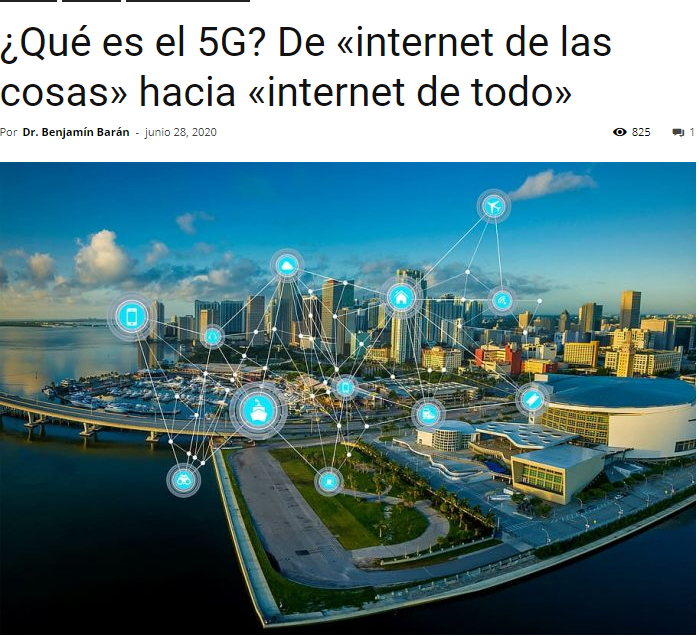 ¿Qué es el 5G? De «internet de las
cosas» hacia «internet de todo»
Por Dr. Benjamín Barán - junio 28, 2020 825 1